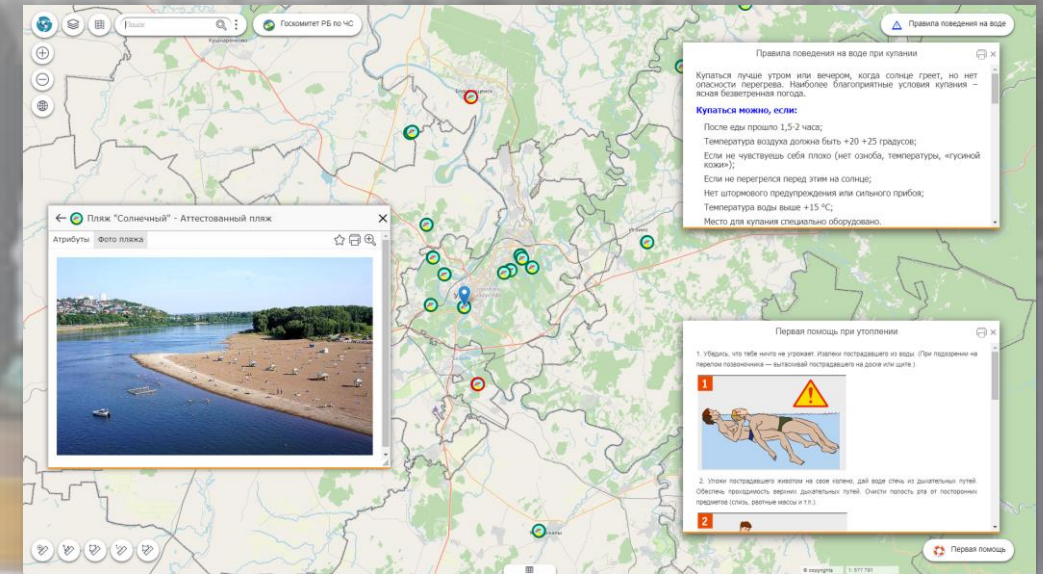 Поиск
Госкомитет РБ по ЧС
Правила поведения на воде
Кушнаренково
Правила поведения на воде при купании
Купаться лучше утром или вечером, когда солнце греет, но нет
опасности перегрева. Наиболее благоприятные условия купания –
ясная безветренная погода.
Купаться можно, если:
После еды прошло 1,5-2 часа;
Температура воздуха должна быть +20 +25 градусов;
Если не чувствуешь себя плохо (нет озноба, температуры, «гусиной
кожи»);
Если не перегрелся перед этим на солнце;
Нет штормового предупреждения или сильного прибоя;
Температура воды выше +15 °C;
Место для купания специально оборудовано.
Пляж "Солнечный" - Аттестованный пляж
Атрибуты Фото пляжа
Первая помощь при утоплении
1. Убедись, что тебе ничто не угрожает. Извлеки пострадавшего из воды. (При подозрении на
перелом позвоночника — вытаскивай пострадавшего на доске или щите.)
1
2. Уложи пострадавшего животом на свое колено, дай воде стечь из дыхательных путей.
Обеспечь проходимость верхних дыхательных путей. Очисти полость рта от посторонних
предметов (слизь, рвотные массы и т.п.).
2
Первая помощь
© copyrights 1: 577 791